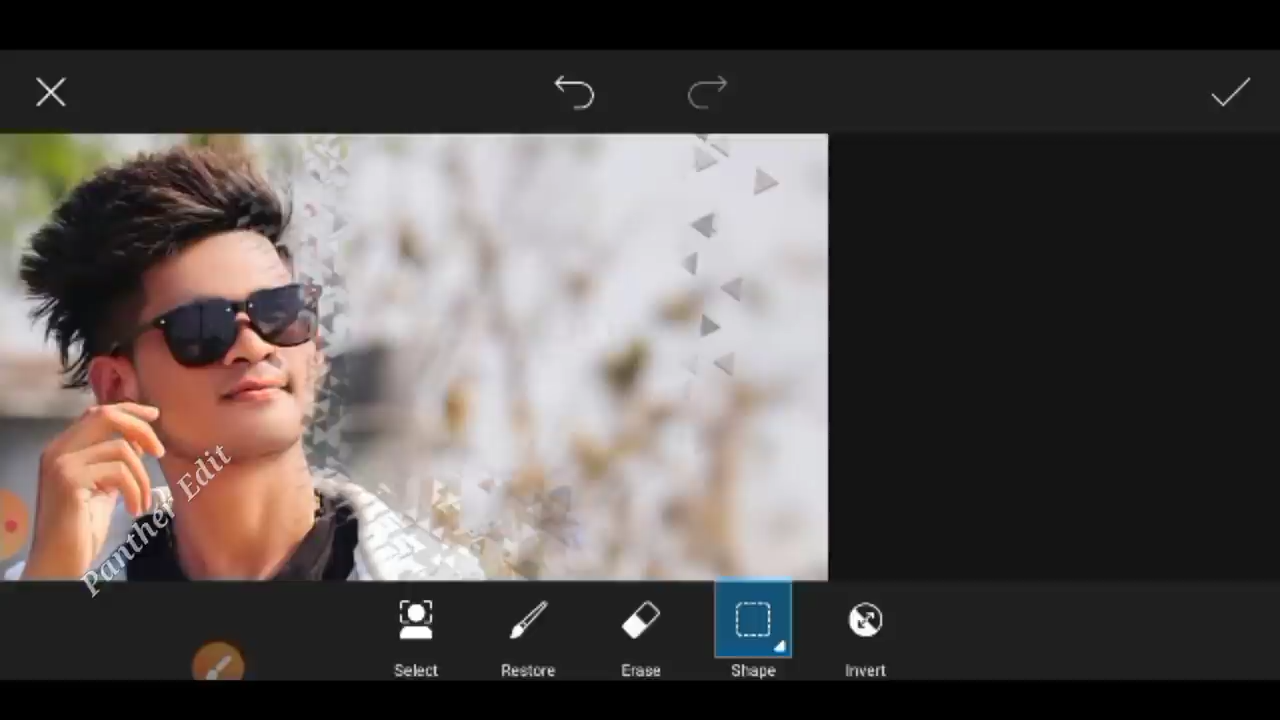 Panther Edit
Select
Restore
Erase
Shape
Invert